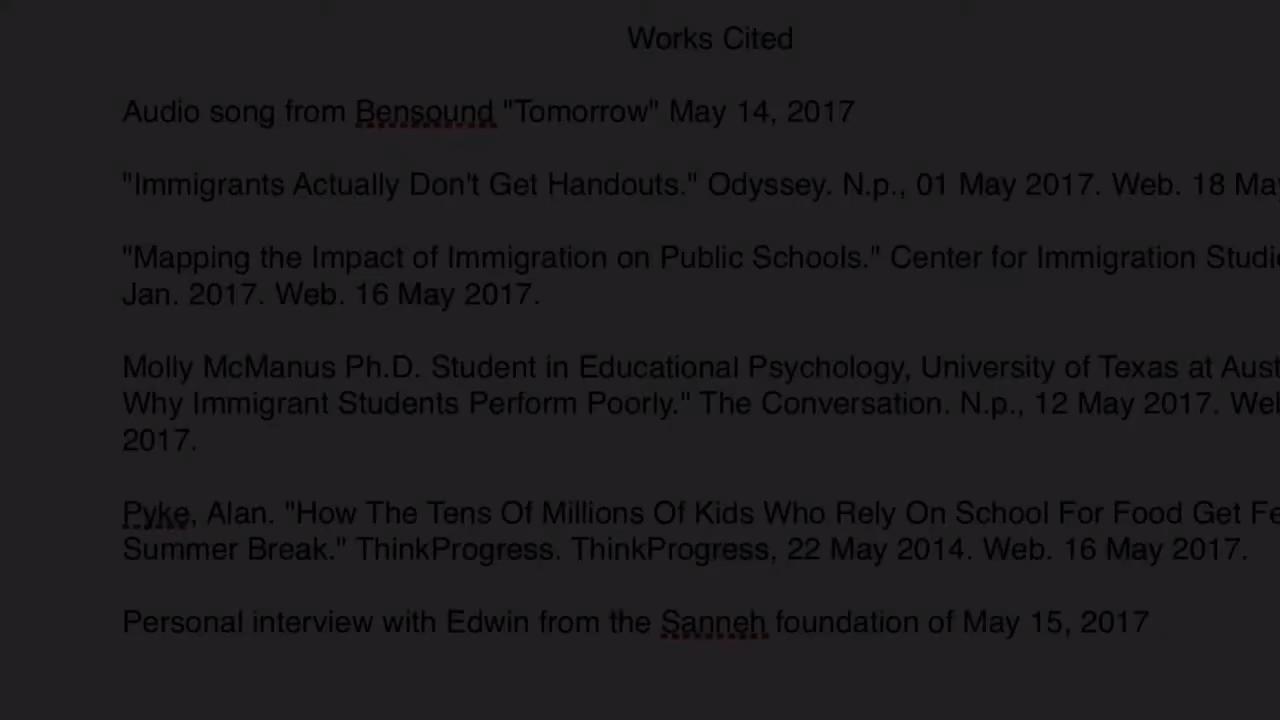 Works Cited
Audio song from Bensound "Tomorrow" May 14, 2017
"Immigrants Actually Don't Get Handouts." Odyssey. N.p., 01 May 2017. Web. 18 Ma
"Mapping the Impact of Immigration on Public Schools." Center for Immigration Studi
Jan. 2017. Web. 16 May 2017.
Molly McManus Ph.D. Student in Educational Psychology, University of Texas at Aust
Why Immigrant Students Perform Poorly." The Conversation. N.p., 12 May 2017. We
2017.
Pyke, Alan. "How The Tens Of Millions Of Kids Who Rely On School For Food Get Fe
Summer Break." ThinkProgress. ThinkProgress, 22 May 2014. Web. 16 May 2017.
Personal interview with Edwin from the Sanneh foundation of May 15, 2017